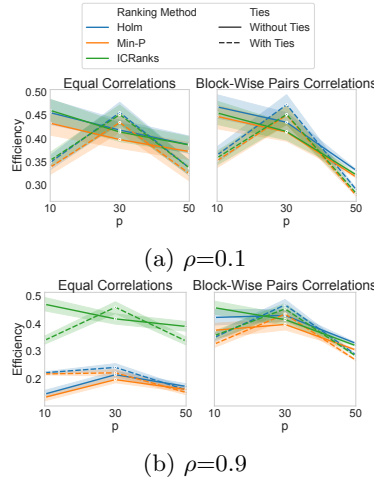 Ranking Method Ties
Holm Without Ties
Min-P With Ties
ICRanks
Equal Correlations Block-Wise Pairs Correlations
Efficiency
0.50
0.45
0.40
0.35
0.30
10 30 50 10 30 50
p p
(a) ρ=0.1
Equal Correlations Block-Wise Pairs Correlations
Efficiency
0.5
0.4
0.3
0.2
10 30 50 10 30 50
p p
(b) ρ=0.9